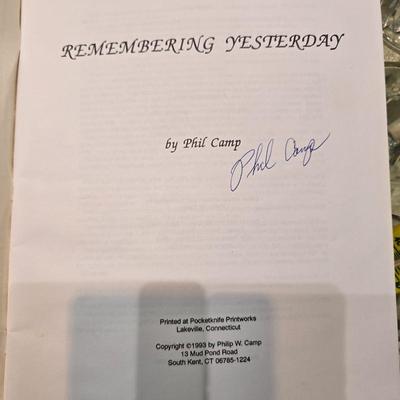 REMEMBERING YESTERDAY
by Phil Camp
Phil Camp
Printed at Pocketknife Printworks
Lakeville, Connecticut
Copyright ©1993 by Philip W. Camp
13 Mud Pond Road
South Kent, CT 06785-1224